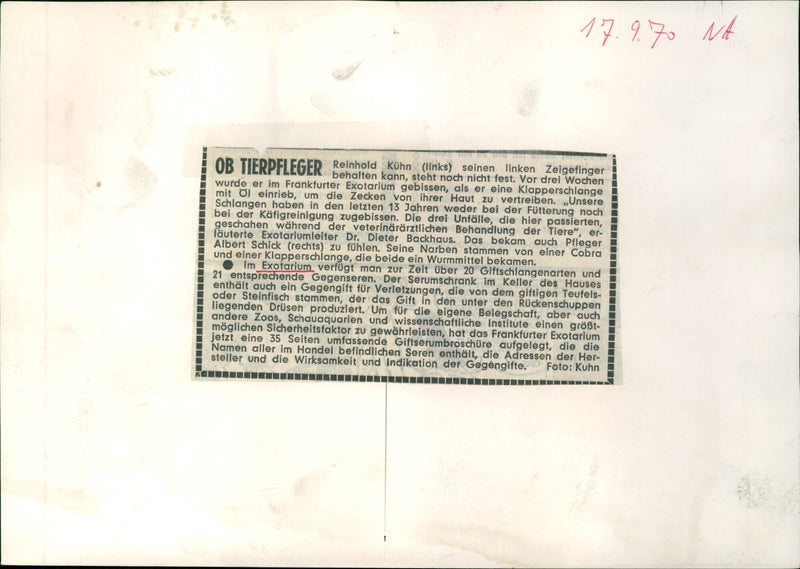 17.9.70 NA
OB TIERPFLEGER Reinhold Kühn (links) seinen linken Zeigefinger
behalten kann, steht noch nicht fest. Vor drei Wochen
wurde er im Frankfurter Exotarium gebissen, als er eine Klapperschlange
mit Öl einrieb, um die Zecken von ihrer Haut zu vertreiben. „Unsere
Schlangen haben in den letzten 13 Jahren weder bei der Fütterung noch
bei der Käfigreinigung zugebissen. Die drei Unfälle, die hier passierten,
geschahen während der veterinärärztlichen Behandlung der Tiere”, er-
läuterte Exotariumleiter Dr. Dieter Backhaus. Das bekam auch Pfleger
Albert Schick (rechts) zu fühlen. Seine Narben stammen von einer Cobra
und einer Klapperschlange, die beide ein Wurmmittel bekamen.
● Im Exotarium verfügt man zur Zeit über 20 Giftschlangenarten und
21 entsprechende Gegenseren. Der Serumschrank im Keller des Hauses
enthält auch ein Gegengift für Verletzungen, die von dem giftigen Teufels-
oder Steinfisch stammen, der das Gift in den unter den Rückenschuppen
liegenden Drüsen produziert. Um für die eigene Belegschaft, aber auch
andere Zoos, Schauaquarien und wissenschaftliche Institute einen größt-
möglichen Sicherheitsfaktor zu gewährleisten, hat das Frankfurter Exotarium
jetzt eine 35 Seiten umfassende Giftserumbroschüre aufgelegt, die die
Namen aller im Handel befindlichen Seren enthält, die Adressen der Her-
steller und die Wirksamkeit und Indikation der Gegengifte. Foto: Kuhn